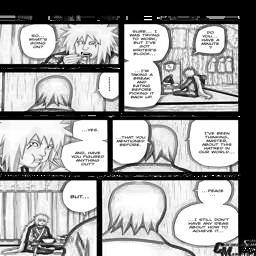 DO
YOU...
HAVE A
MINUTE
?
SURE... I
WAS TRYING
TO WORK,
BUT I'VE
GOT
WRITER'S
BLOCK.
I'M
TAKING A
BREAK
AND
EATING
BEFORE
PICKING IT
BACK UP.
SO...
WHAT'S
GOING
ON?
I'VE BEEN
THINKING,
MASTER,
ABOUT THIS
HATRED IN
OUR WORLD...
...THAT YOU
MENTIONED
BEFORE.
...YES.
AND, HAVE
YOU FIGURED
ANYTHING
OUT?
...PEACE
...I STILL DON'T
HAVE ANY IDEAS
ABOUT HOW TO
ACHIEVE IT...
BUT...